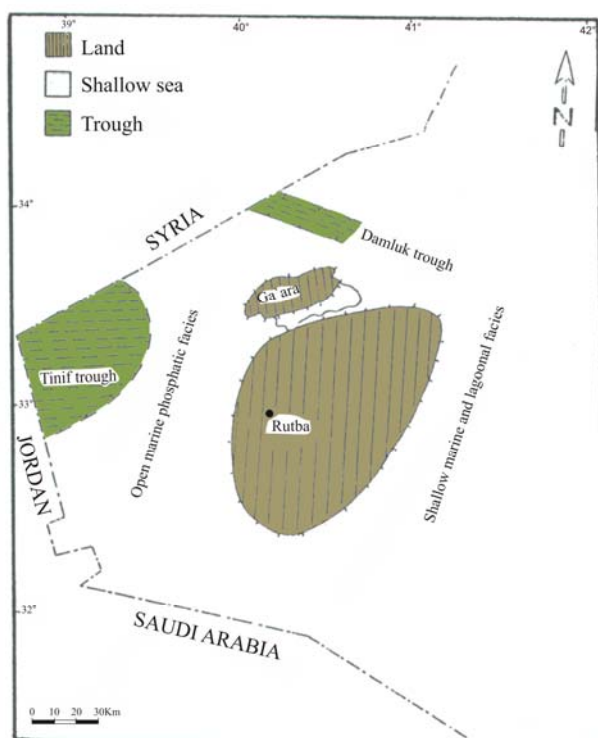 39°
40°
41°
42°
Land
Shallow sea
Trough
N
34°
SYRIA
Damluk trough
Ga ara
Tinif trough
33°
Rutba
Open marine phosphatic facies
Shallow marine and lagoonal facies
JORDAN
32°
SAUDI ARABIA
0 10 20 30Km